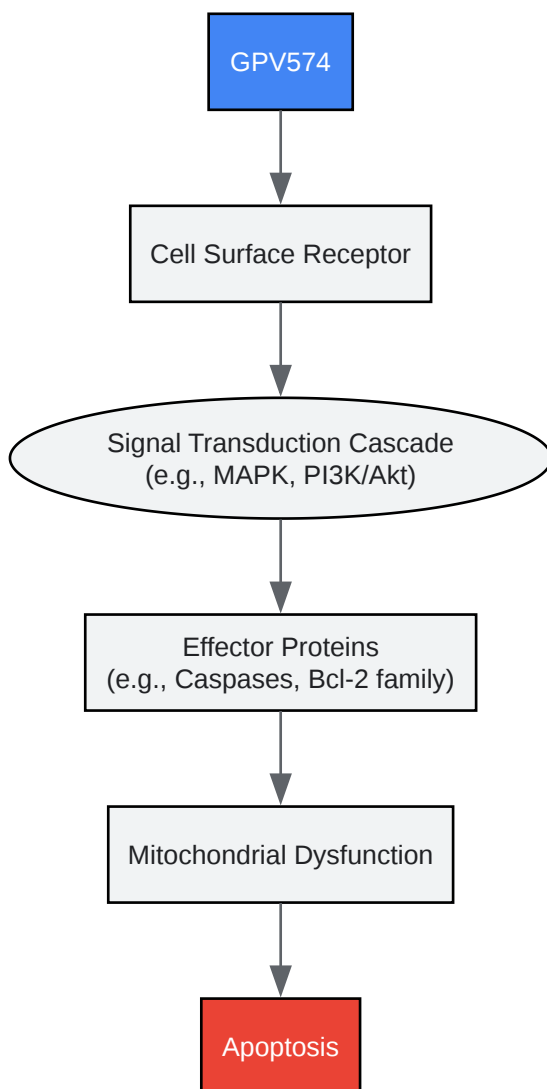 GPV574
Cell Surface Receptor
Signal Transduction Cascade
(e.g., MAPK, PI3K/Akt)
Effector Proteins
(e.g., Caspases, Bcl-2 family)
Mitochondrial Dysfunction
Apoptosis